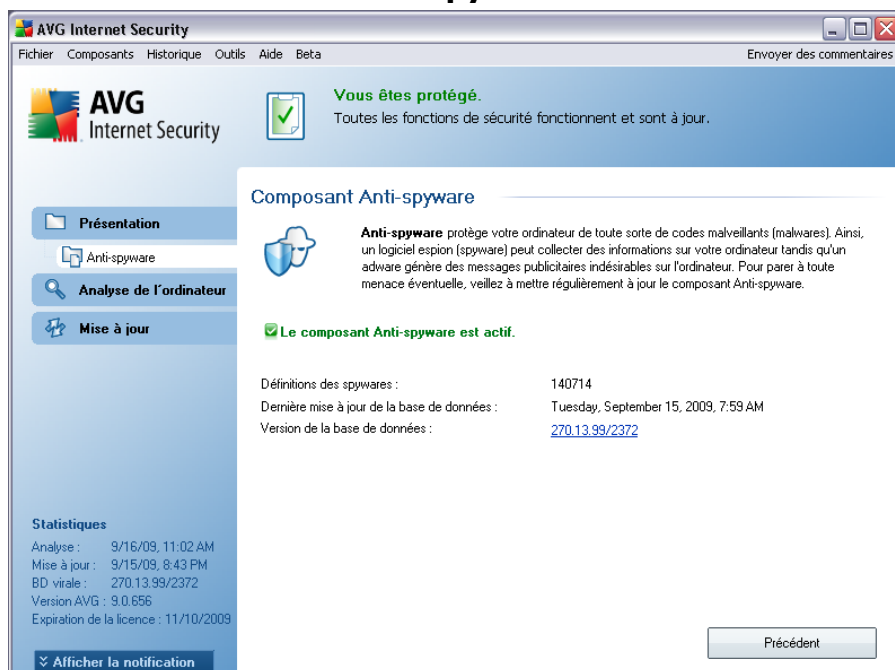 AVG Internet Security
Fichier Composants Historique Outils Aide Beta Envoyer des commentaires
AVG
Internet Security
Vous êtes protégé.
Toutes les fonctions de sécurité fonctionnent et sont à jour.
Présentation
Anti-spyware
Analyse de l'ordinateur
Mise à jour
Composant Anti-spyware
Anti-spyware protège votre ordinateur de toute sorte de codes malveillants (malwares). Ainsi,
un logiciel espion (spyware) peut collecter des informations sur votre ordinateur tandis qu'un
adware génère des messages publicitaires indésirables sur l'ordinateur. Pour parer à toute
menace éventuelle, veillez à mettre régulièrement à jour le composant Anti-spyware.
Le composant Anti-spyware est actif.
Définitions des spywares : 140714
Dernière mise à jour de la base de données : Tuesday, September 15, 2009, 7:59 AM
Version de la base de données : 270.13.99/2372
Statistiques
Analyse : 9/16/09, 11:02 AM
Mise à jour : 9/15/09, 8:43 PM
BD virale : 270.13.99/2372
Version AVG : 9.0.656
Expiration de la licence : 11/10/2009
Afficher la notification
Précédent